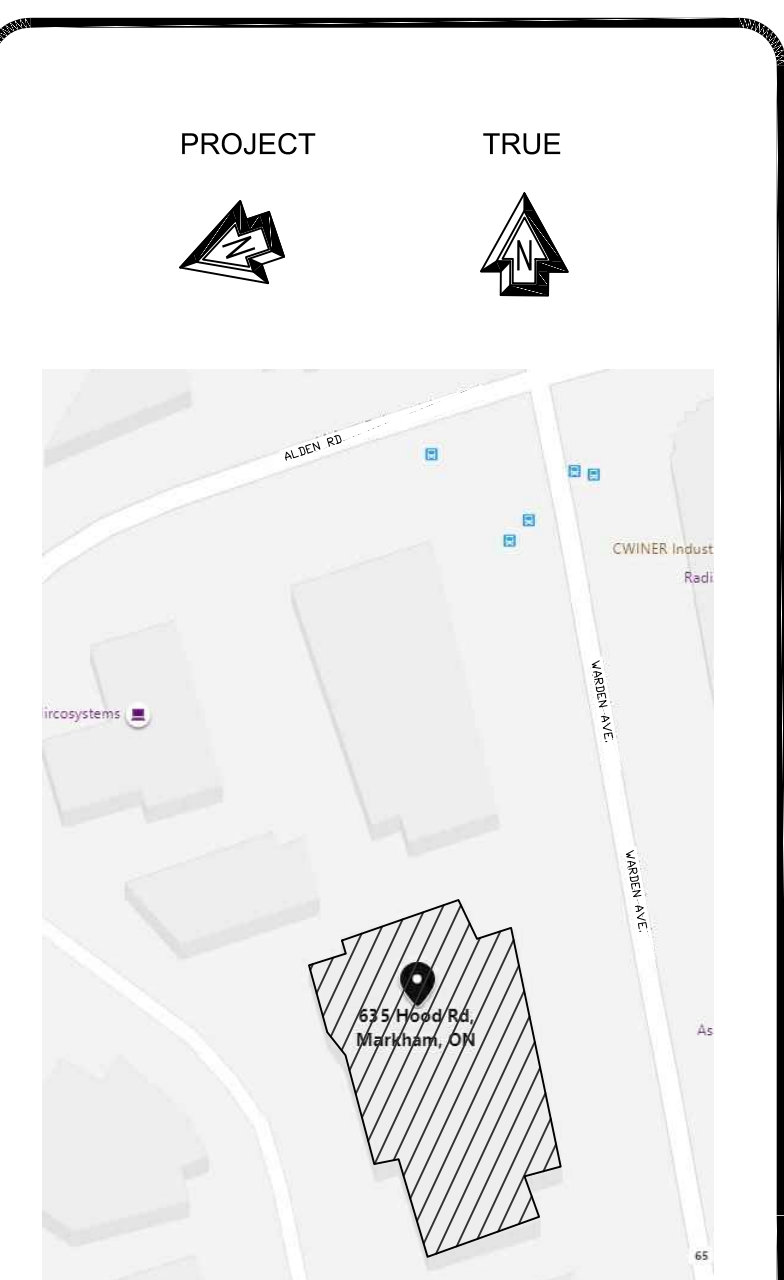 PROJECT
TRUE
N
N
ALDEN RD
CWINER Indust
Radi
WARDEN AVE.
ircosystems
WARDEN AVE.
635 Hood Rd,
Markham, ON
As
65